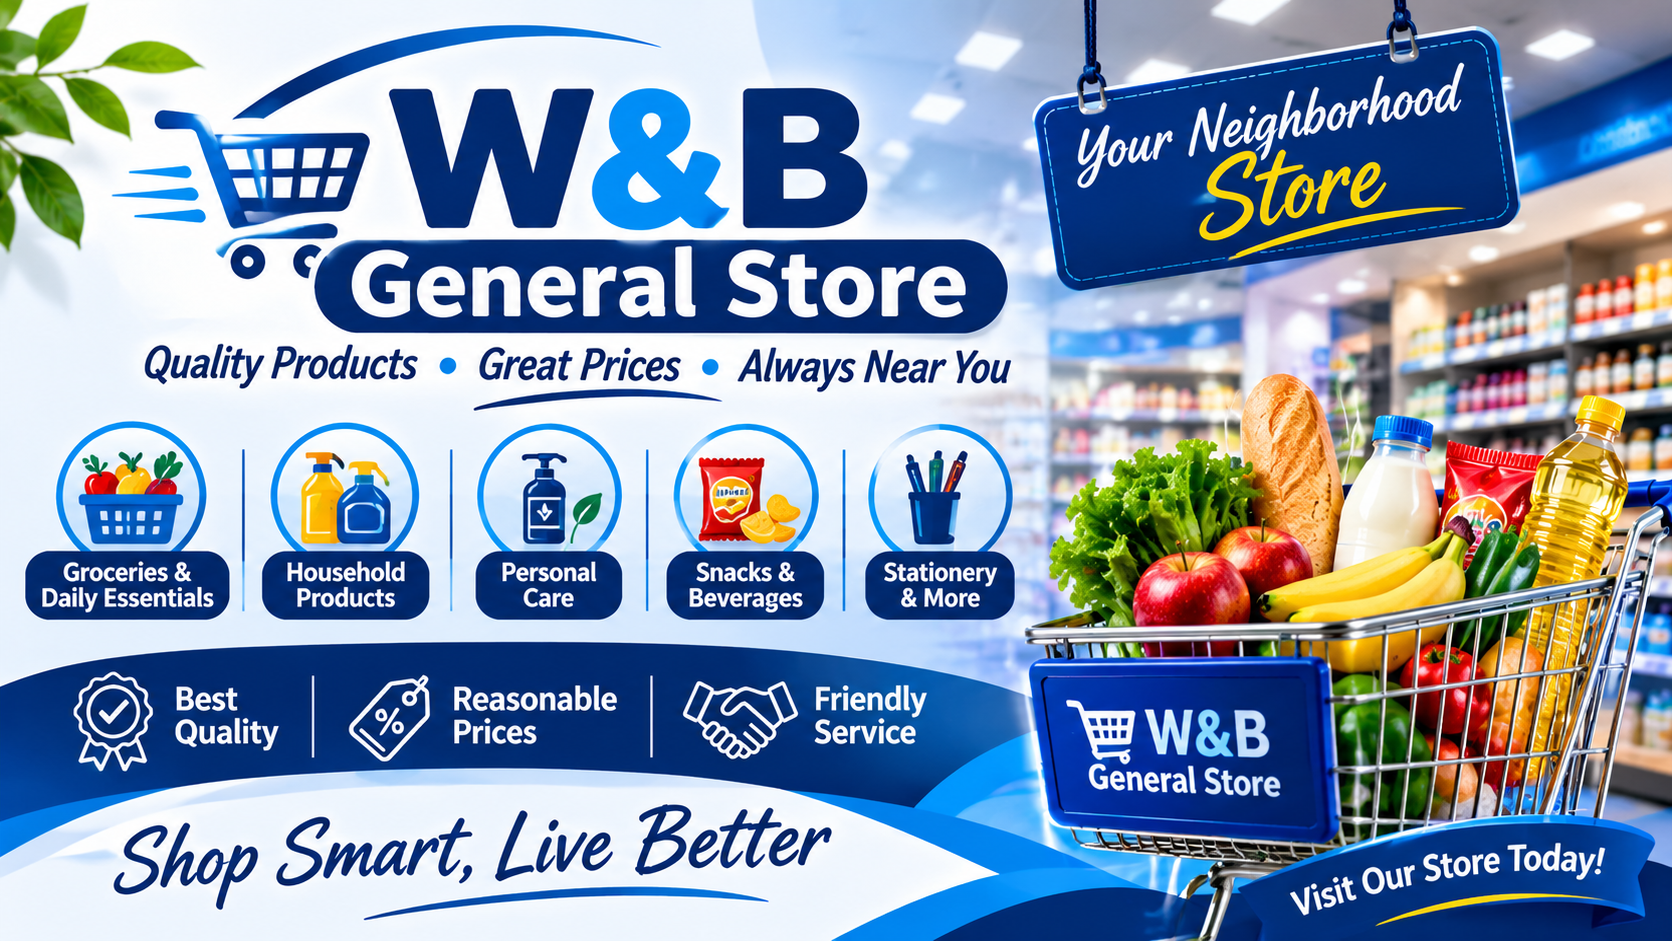 W&B
General Store
Quality Products • Great Prices • Always Near You
Groceries &
Daily Essentials
Household
Products
Personal
Care
Snacks &
Beverages
Stationery
& More
Best
Quality
Reasonable
Prices
Friendly
Service
Shop Smart, Live Better
Your Neighborhood
Store
W&B
General Store
Visit Our Store Today!